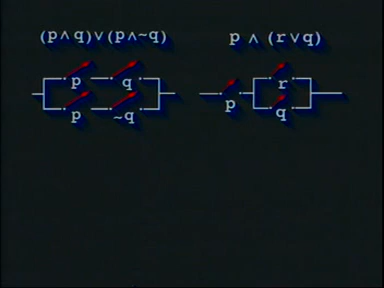 (p∧q)∨(p∧~q)
p ∧ (r∨q)
p q
p ~q
p
r
q